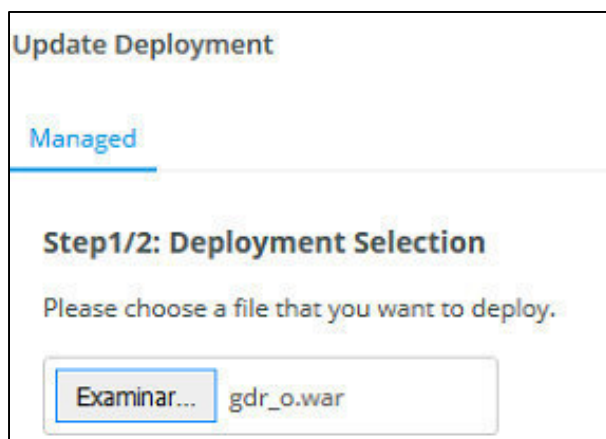 Update Deployment
Managed
Step1/2: Deployment Selection
Please choose a file that you want to deploy.
Examinar... gdr_o.war